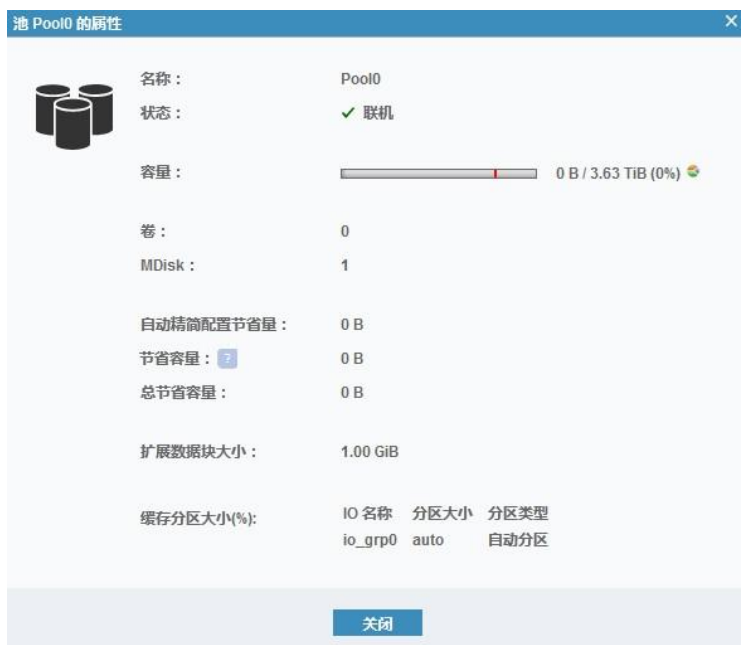 池 Pool0 的属性
名称： Pool0
状态： 联机
容量： 0 B / 3.63 TiB (0%)
卷： 0
MDisk： 1
自动精简配置节省量： 0 B
节省容量： ? 0 B
总节省容量： 0 B
扩展数据块大小： 1.00 GiB
缓存分区大小(%): IO 名称 分区大小 分区类型
io_grp0 auto 自动分区
关闭